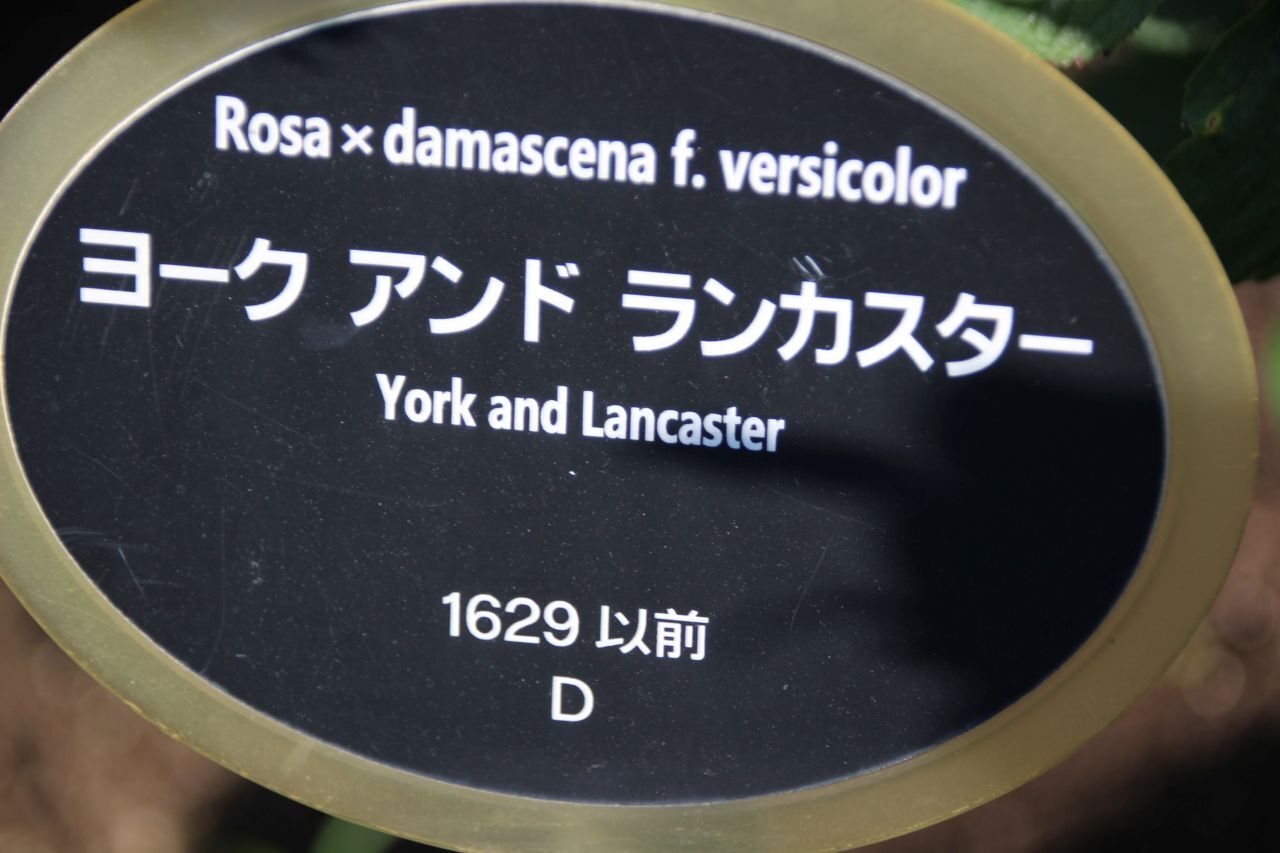 Rosa×damascena f. versicolor
ヨーク アンド ランカスター
York and Lancaster
1629 以前
D